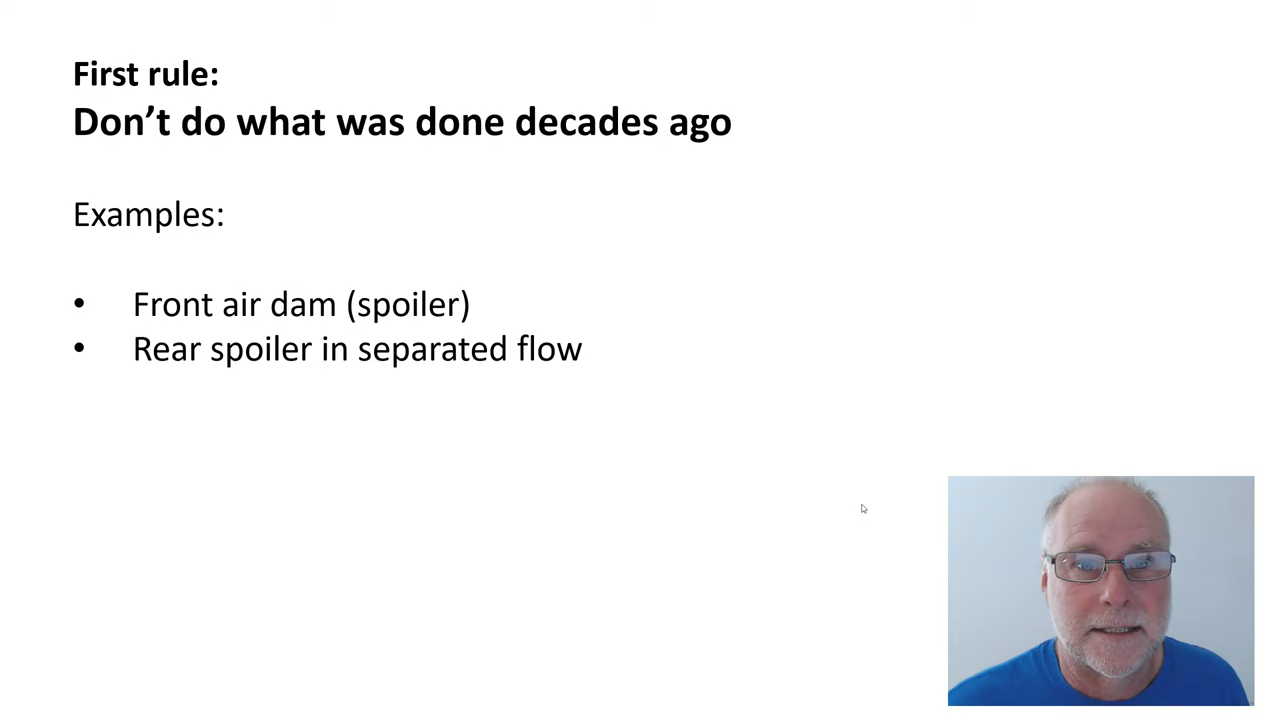 First rule:
Don’t do what was done decades ago
Examples:
• Front air dam (spoiler)
• Rear spoiler in separated flow